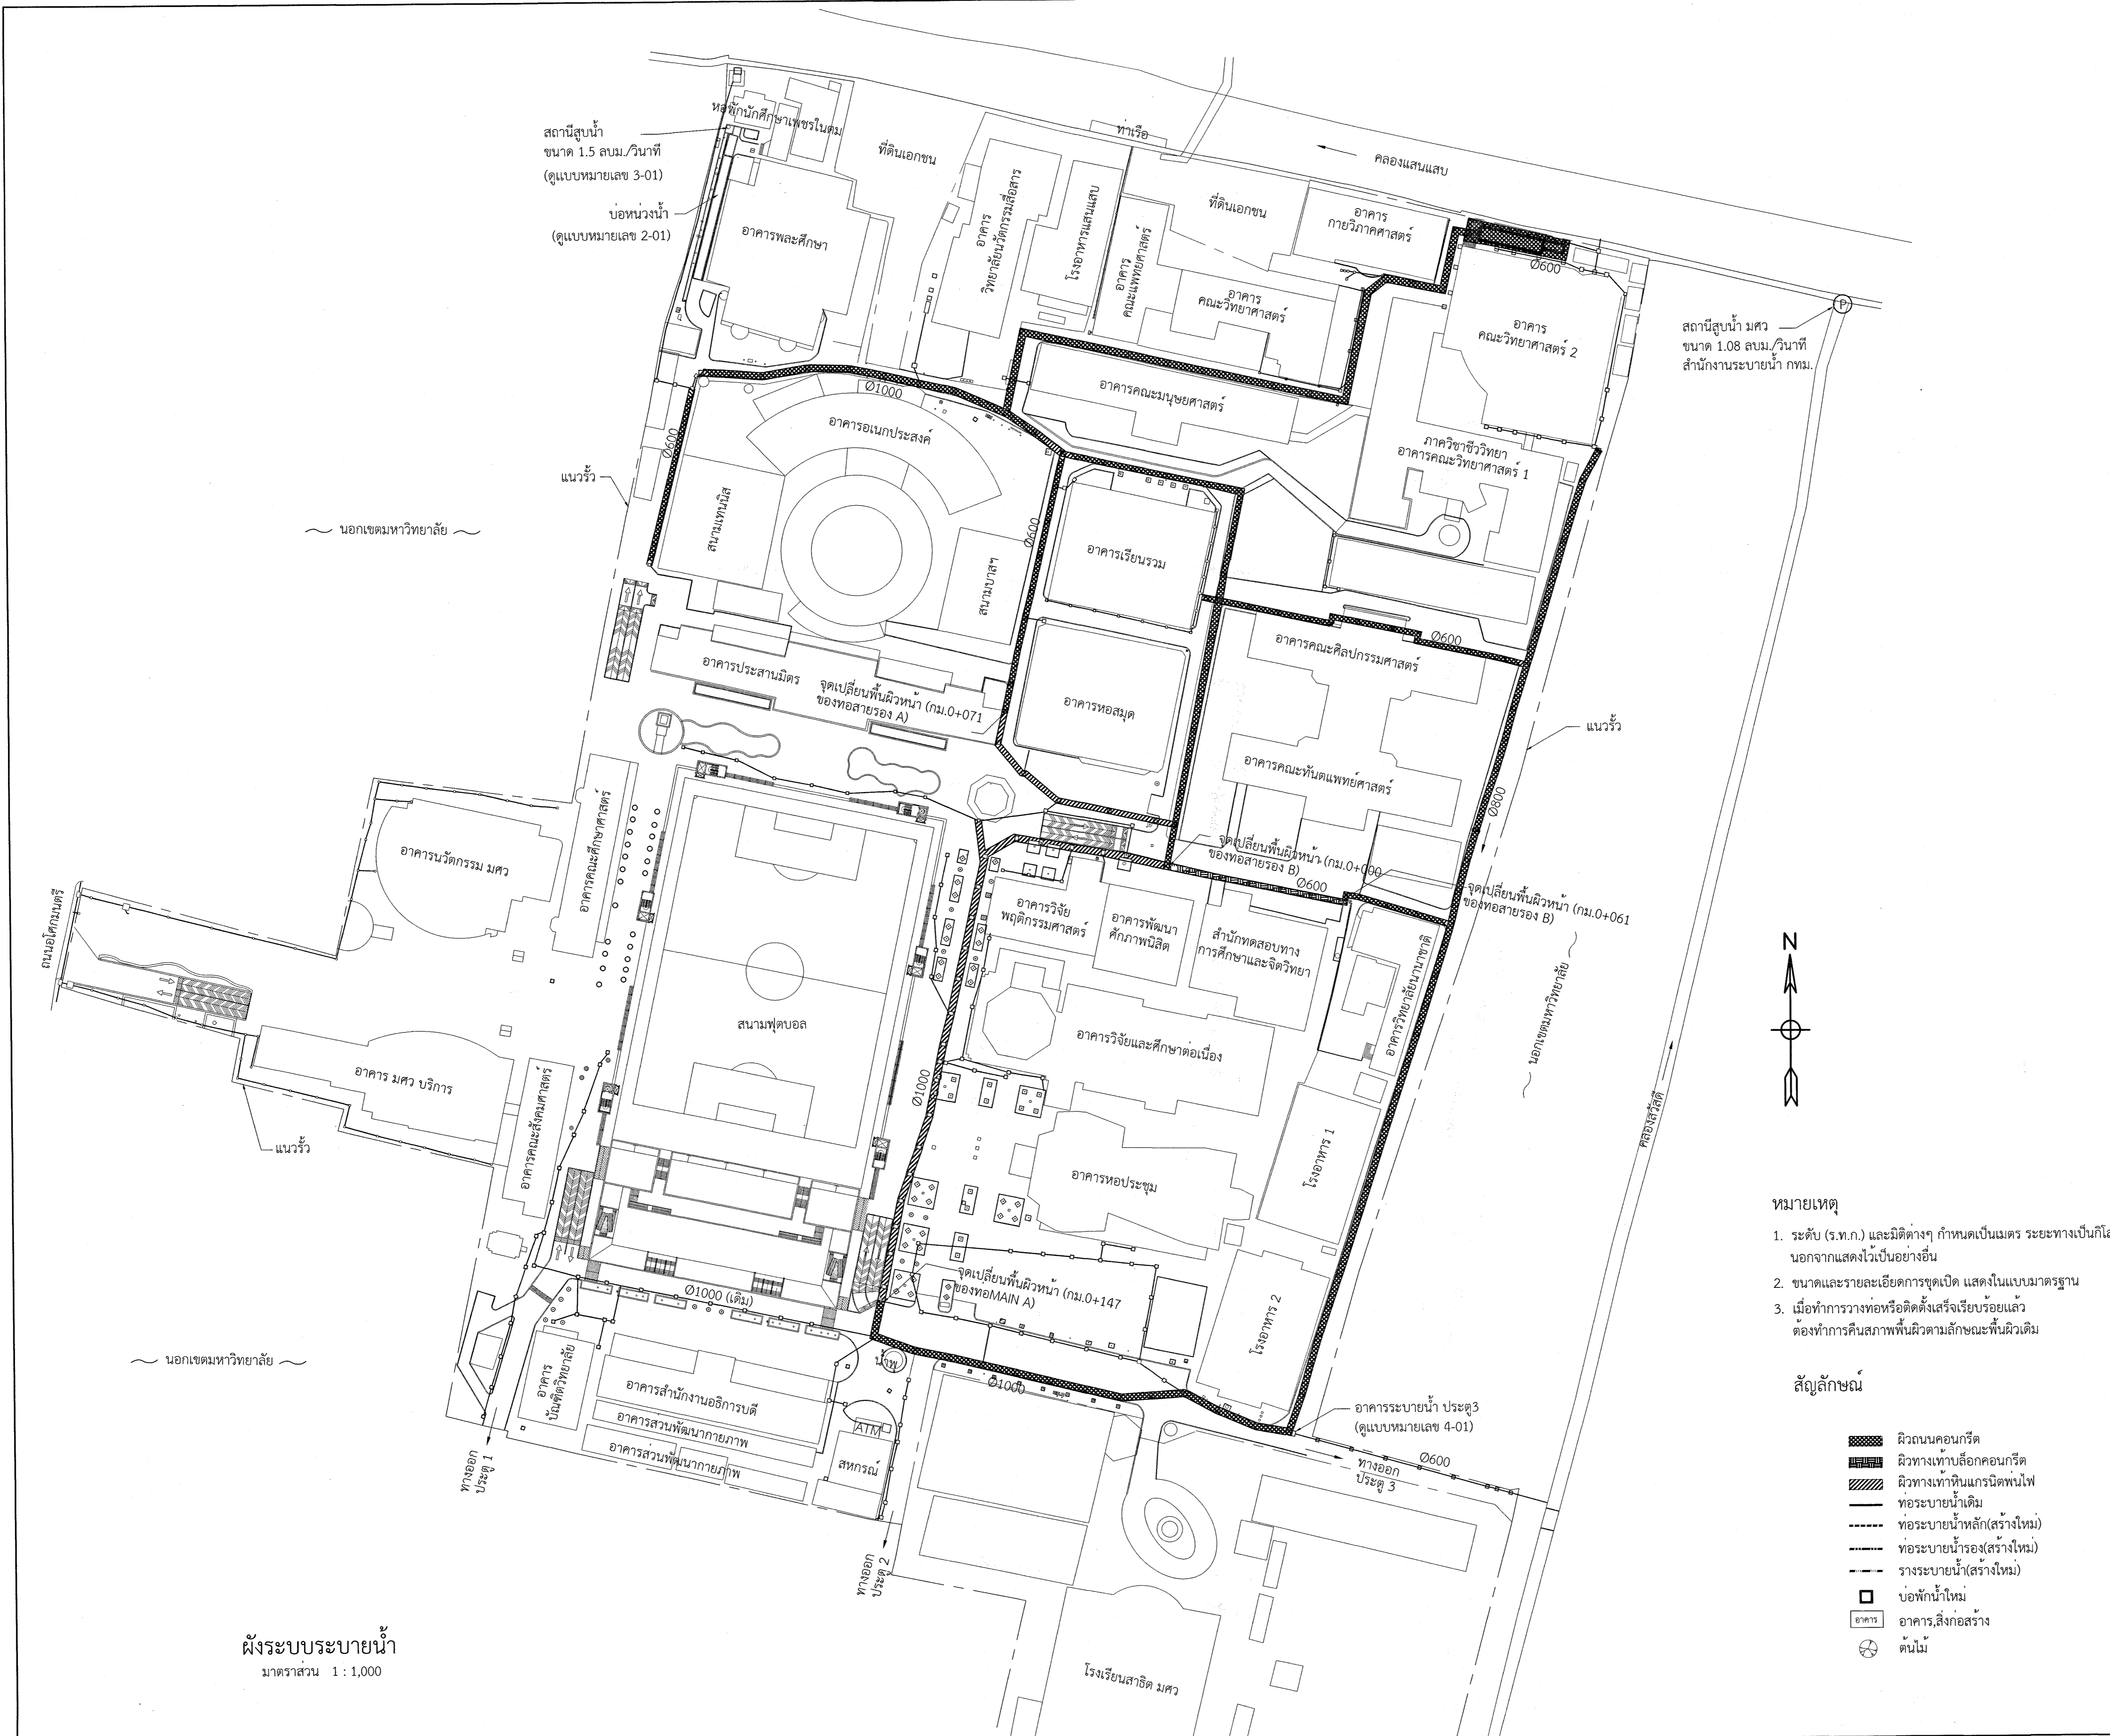 หอพักนักศึกษาเพชรในตม
สถานีสูบน้ำ
ขนาด 1.5 ลบม./วินาที
(ดูแบบหมายเลข 3-01)
บ่อหน่วงน้ำ
(ดูแบบหมายเลข 2-01)
อาคารพละศึกษา
ที่ดินเอกชน
ท่าเรือ
คลองแสนแสบ
อาคาร
วิทยาลัยนวัตกรรมสื่อสาร
โรงอาหารแสนแสบ
อาคาร
คณะแพทยศาสตร์
ที่ดินเอกชน
อาคาร
กายวิภาคศาสตร์
อาคาร
คณะวิทยาศาสตร์
Ø600
อาคาร
คณะวิทยาศาสตร์ 2
P
สถานีสูบน้ำ มศว
ขนาด 1.08 ลบม./วินาที
สำนักงานระบายน้ำ กทม.
Ø1000
อาคารอเนกประสงค์
อาคารคณะมนุษยศาสตร์
ภาควิชาชีววิทยา
อาคารคณะวิทยาศาสตร์ 1
Ø600
แนวรั้ว
นอกเขตมหาวิทยาลัย
สนามเทนนิส
Ø600
สนามบาสฯ
อาคารเรียนรวม
Ø600
อาคารคณะศิลปกรรมศาสตร์
อาคารประสานมิตร
จุดเปลี่ยนพื้นผิวหน้า (กม.0+071
ของท่อสายรอง A)
อาคารหอสมุด
แนวรั้ว
อาคารคณะทันตแพทย์ศาสตร์
Ø800
อาคารนวัตกรรม มศว
อาคารคณะศึกษาศาสตร์
จุดเปลี่ยนพื้นผิวหน้า (กม.0+000
ของท่อสายรอง B)
Ø600
จุดเปลี่ยนพื้นผิวหน้า (กม.0+061
ของท่อสายรอง B)
ถนนอโศกมนตรี
อาคารวิจัย
พฤติกรรมศาสตร์
อาคารพัฒนา
ศักภาพนิสิต
สำนักทดสอบทาง
การศึกษาและจิตวิทยา
อาคารวิทยาลัยนานาชาติ
นอกเขตมหาวิทยาลัย
N
สนามฟุตบอล
อาคารวิจัยและศึกษาต่อเนื่อง
อาคาร มศว บริการ
Ø1000
อาคารคณะสังคมศาสตร์
แนวรั้ว
คลองสวัสดิ์
โรงอาหาร 1
อาคารหอประชุม
หมายเหตุ
1. ระดับ (ร.ท.ก.) และมิติต่างๆ กำหนดเป็นเมตร ระยะทางเป็นกิโล
นอกจากแสดงไว้เป็นอย่างอื่น
2. ขนาดและรายละเอียดการขุดเปิด แสดงในแบบมาตรฐาน
3. เมื่อทำการวางท่อหรือติดตั้งเสร็จเรียบร้อยแล้ว
ต้องทำการคืนสภาพพื้นผิวตามลักษณะพื้นผิวเดิม
จุดเปลี่ยนพื้นผิวหน้า (กม.0+147
ของท่อMAIN A)
Ø1000 (เดิม)
โรงอาหาร 2
นอกเขตมหาวิทยาลัย
น้ำพุ
Ø1000
อาคาร
บัณฑิตวิทยาลัย
อาคารสำนักงานอธิการบดี
อาคารสวนพัฒนากายภาพ
อาคารส่วนพัฒนากายภาพ
ATM
สหกรณ์
อาคารระบายน้ำ ประตู3
(ดูแบบหมายเลข 4-01)
สัญลักษณ์
ผิวถนนคอนกรีต
ผิวทางเท้าบล็อกคอนกรีต
ผิวทางเท้าหินแกรนิตพ่นไฟ
ท่อระบายน้ำเดิม
ท่อระบายน้ำหลัก(สร้างใหม่)
ท่อระบายน้ำรอง(สร้างใหม่)
รางระบายน้ำ(สร้างใหม่)
บ่อพักน้ำใหม่
อาคาร
อาคาร,สิ่งก่อสร้าง
ต้นไม้
ทางออก
ประตู 1
ทางออก
ประตู 2
ทางออก
ประตู 3
Ø600
ผังระบบระบายน้ำ
มาตราส่วน 1 : 1,000
โรงเรียนสาธิต มศว